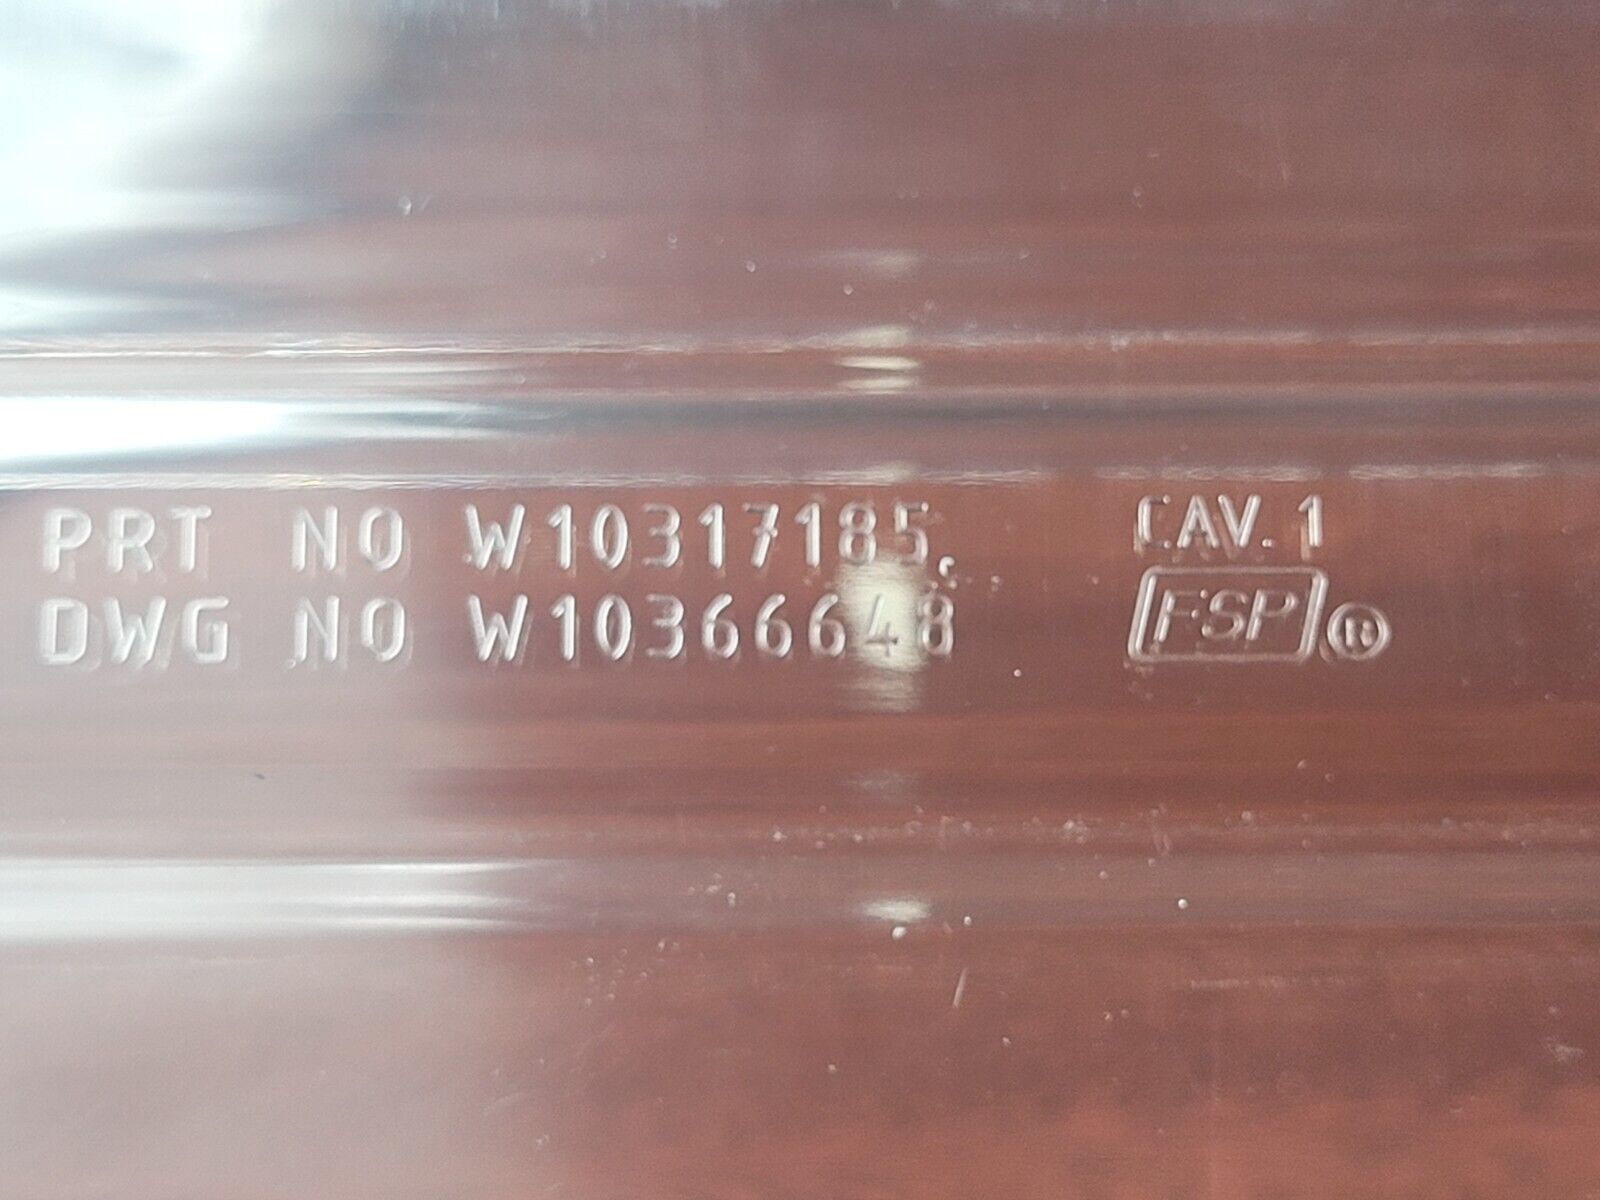 PRT NO W10317185. CAV. 1
DWG NO W10366648 FSP®